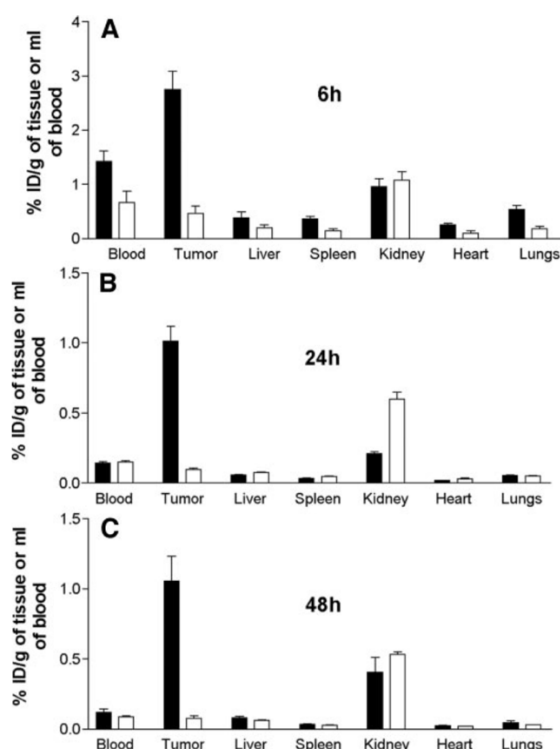 A
6h
% ID/g of tissue or ml
of blood
4
3
2
1
0
Blood Tumor Liver Spleen Kidney Heart Lungs
B
24h
% ID/g of tissue or ml
of blood
1.5
1.0
0.5
0.0
Blood Tumor Liver Spleen Kidney Heart Lungs
C
48h
% ID/g of tissue or ml
of blood
1.5
1.0
0.5
0.0
Blood Tumor Liver Spleen Kidney Heart Lungs